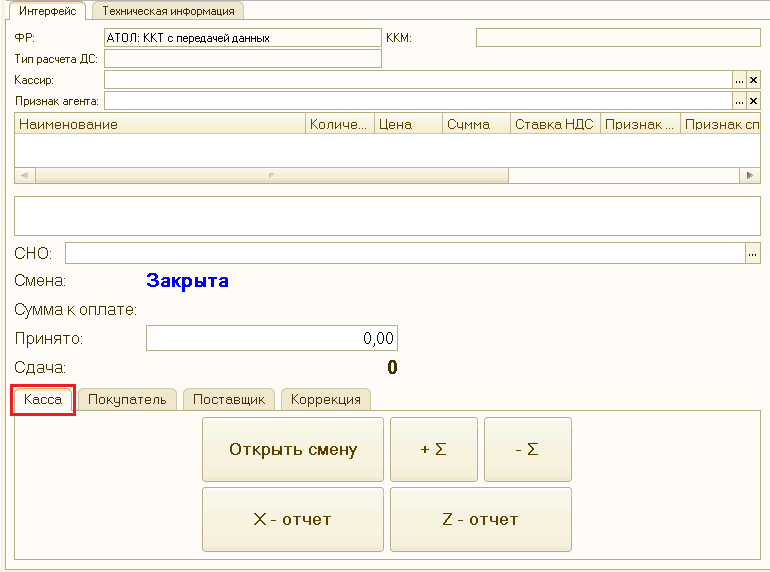 Интерфейс Техническая информация
ФР: АТОЛ: ККТ с передачей данных ККМ:
Тип расчета ДС:
Кассир: ... ×
Признак агента: ... ×
Наименование Количе... Цена Сумма Ставка НДС Признак ... Признак сп
СНО: ...
Смена: Закрыта
Сумма к оплате:
Принято: 0,00
Сдача: 0
Касса Покупатель Поставщик Коррекция
Открыть смену + Σ - Σ
X - отчет Z - отчет